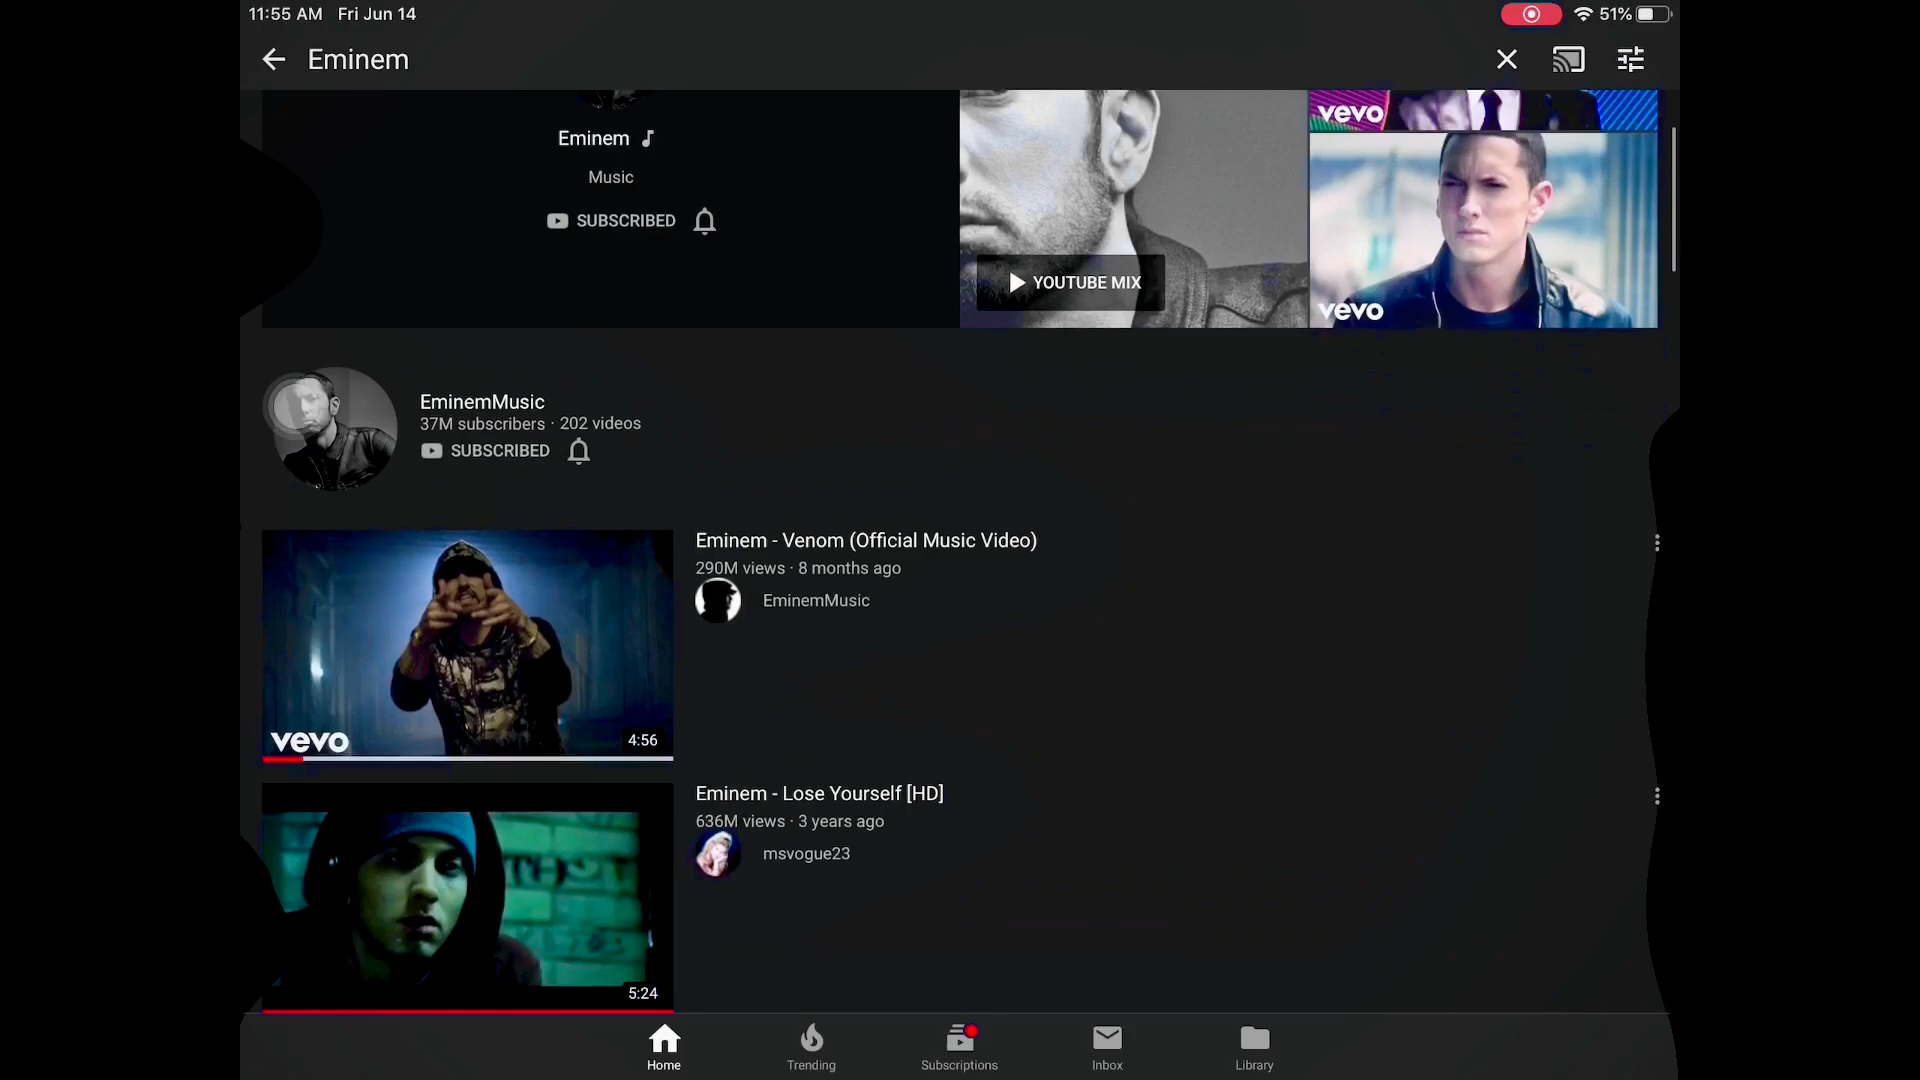 11:55 AM Fri Jun 14
51%
Eminem
Eminem
Music
SUBSCRIBED
YOUTUBE MIX
vevo
vevo
EminemMusic
37M subscribers · 202 videos
SUBSCRIBED
Eminem - Venom (Official Music Video)
290M views · 8 months ago
EminemMusic
vevo
4:56
Eminem - Lose Yourself [HD]
636M views · 3 years ago
msvogue23
5:24
Home
Trending
Subscriptions
Inbox
Library